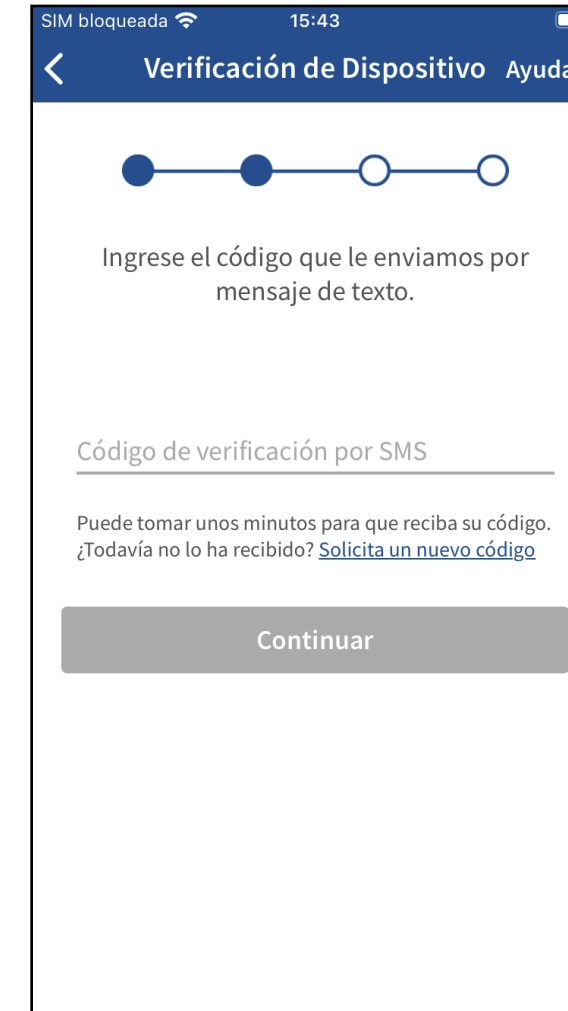 SIM bloqueada 15:43
Verificación de Dispositivo Ayuda
Ingrese el código que le enviamos por
mensaje de texto.
Código de verificación por SMS
Puede tomar unos minutos para que reciba su código.
¿Todavía no lo ha recibido? Solicita un nuevo código
Continuar